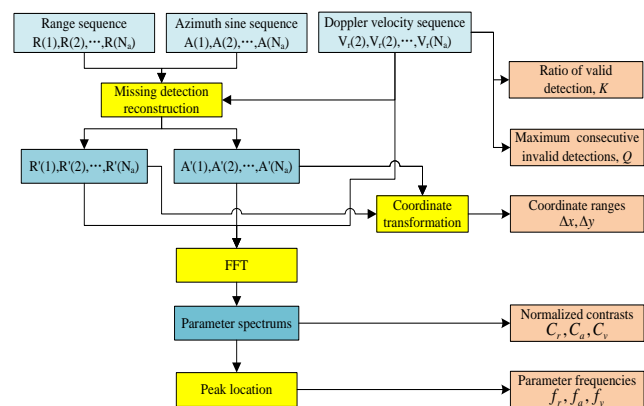 Range sequence
R(1),R(2),···,R(Nₐ)
Azimuth sine sequence
A(1),A(2),···,A(Nₐ)
Doppler velocity sequence
Vᵣ(2),Vᵣ(2),···,Vᵣ(Nₐ)
Ratio of valid
detection, K
Missing detection
reconstruction
Maximum consecutive
invalid detections, Q
R'(1),R'(2),···,R'(Nₐ)
A'(1),A'(2),···,A'(Nₐ)
Coordinate
transformation
Coordinate ranges
Δx,Δy
FFT
Parameter spectrums
Normalized contrasts
Cᵣ,Cₐ,Cᵥ
Peak location
Parameter frequencies
fᵣ,fₐ,fᵥ